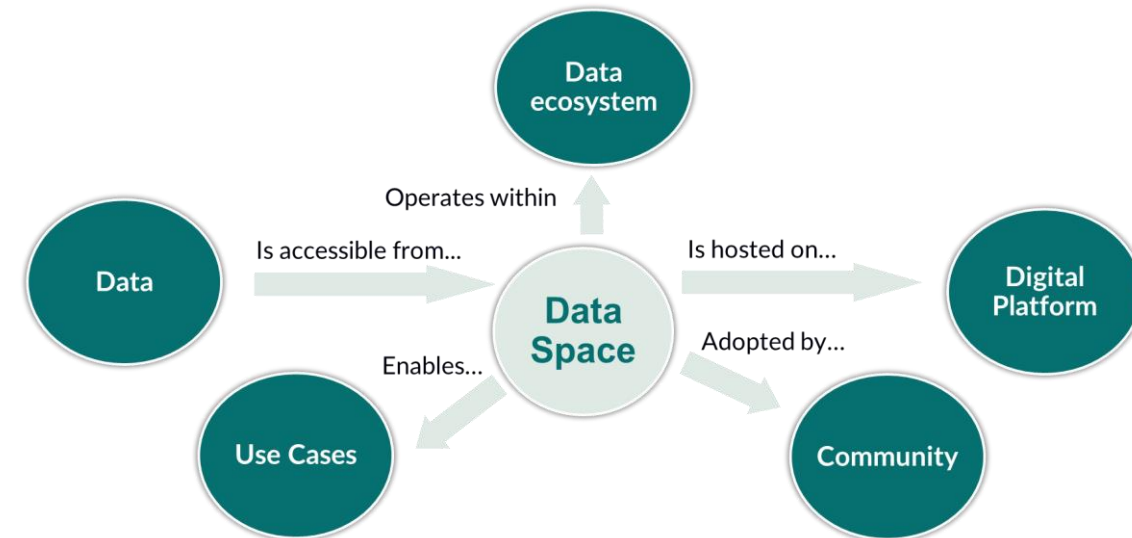 Data
ecosystem
Operates within
Is accessible from...
Is hosted on...
Data
Digital
Platform
Data
Space
Adopted by...
Enables...
Use Cases
Community